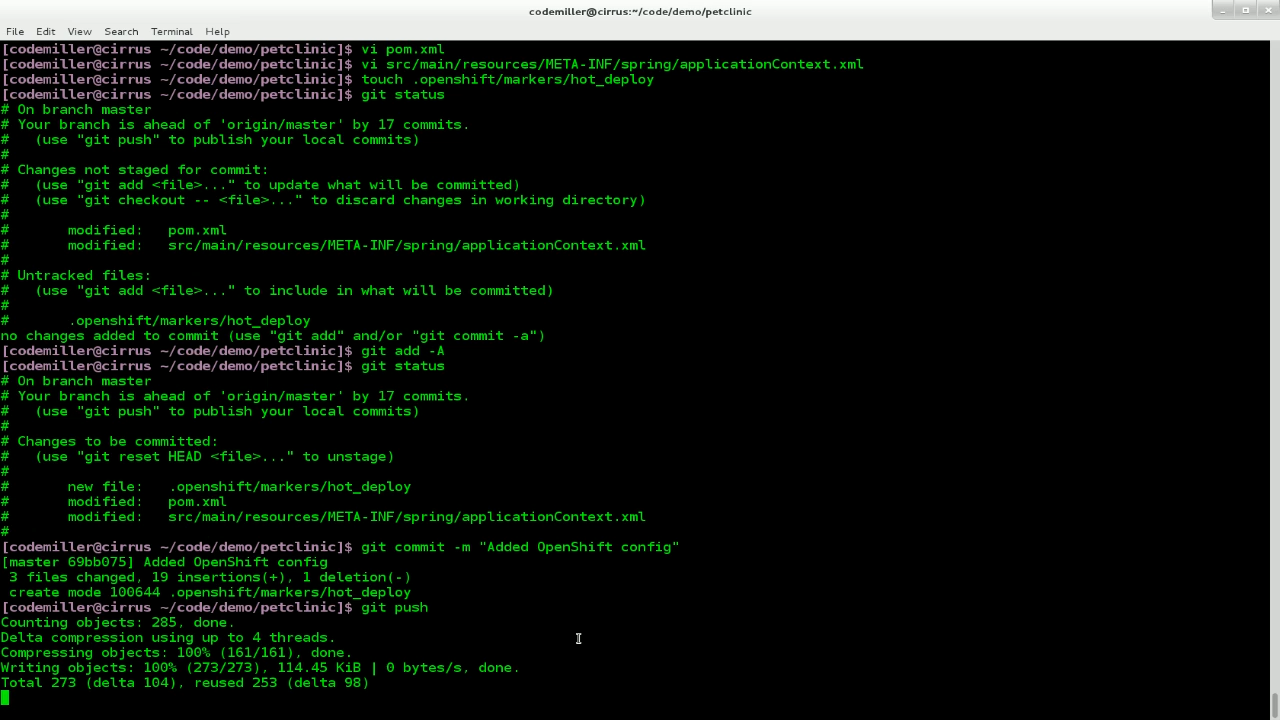 codemiller@cirrus:~/code/demo/petclinic
File Edit View Search Terminal Help
[codemiller@cirrus ~/code/demo/petclinic]$ vi pom.xml
[codemiller@cirrus ~/code/demo/petclinic]$ vi src/main/resources/META-INF/spring/applicationContext.xml
[codemiller@cirrus ~/code/demo/petclinic]$ touch .openshift/markers/hot_deploy
[codemiller@cirrus ~/code/demo/petclinic]$ git status
# On branch master
# Your branch is ahead of 'origin/master' by 17 commits.
#   (use "git push" to publish your local commits)
#
# Changes not staged for commit:
#   (use "git add <file>..." to update what will be committed)
#   (use "git checkout -- <file>..." to discard changes in working directory)
#
#       modified:   pom.xml
#       modified:   src/main/resources/META-INF/spring/applicationContext.xml
#
# Untracked files:
#   (use "git add <file>..." to include in what will be committed)
#
#       .openshift/markers/hot_deploy
no changes added to commit (use "git add" and/or "git commit -a")
[codemiller@cirrus ~/code/demo/petclinic]$ git add -A
[codemiller@cirrus ~/code/demo/petclinic]$ git status
# On branch master
# Your branch is ahead of 'origin/master' by 17 commits.
#   (use "git push" to publish your local commits)
#
# Changes to be committed:
#   (use "git reset HEAD <file>..." to unstage)
#
#       new file:   .openshift/markers/hot_deploy
#       modified:   pom.xml
#       modified:   src/main/resources/META-INF/spring/applicationContext.xml
#
[codemiller@cirrus ~/code/demo/petclinic]$ git commit -m "Added OpenShift config"
[master 69bb075] Added OpenShift config
 3 files changed, 19 insertions(+), 1 deletion(-)
 create mode 100644 .openshift/markers/hot_deploy
[codemiller@cirrus ~/code/demo/petclinic]$ git push
Counting objects: 285, done.
Delta compression using up to 4 threads.
Compressing objects: 100% (161/161), done.
Writing objects: 100% (273/273), 114.45 KiB | 0 bytes/s, done.
Total 273 (delta 104), reused 253 (delta 98)